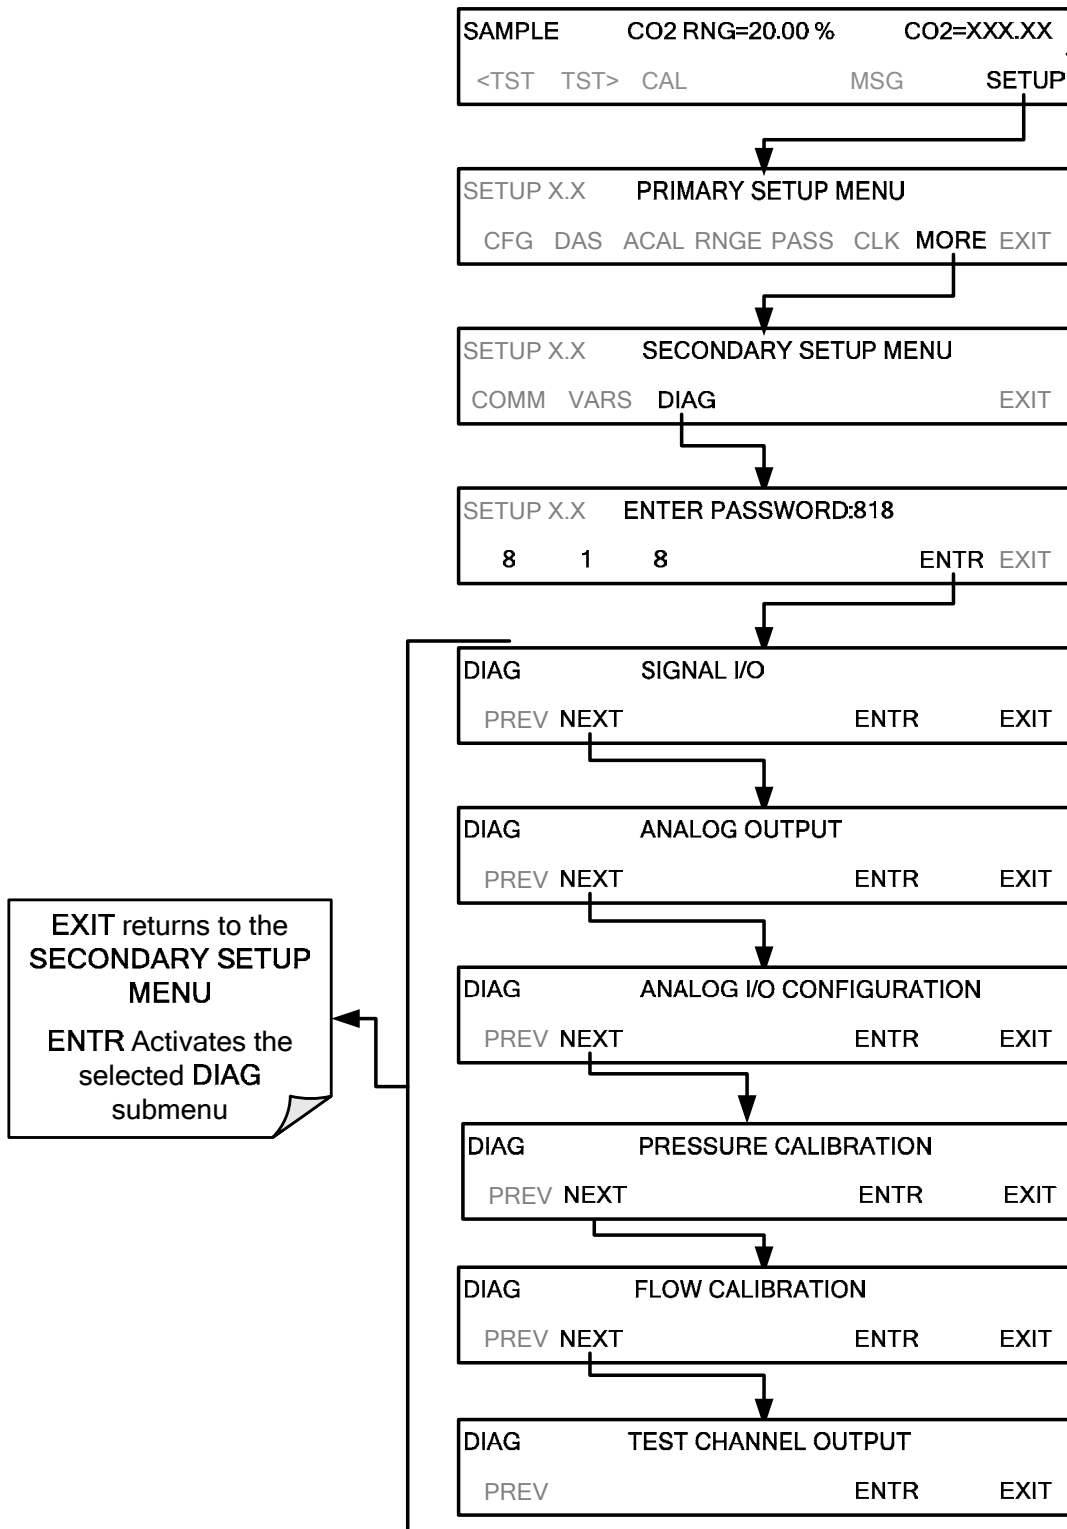 SAMPLE CO2 RNG=20.00 % CO2=XXX.XX
<TST TST> CAL MSG SETUP
SETUP X.X PRIMARY SETUP MENU
CFG DAS ACAL RNGE PASS CLK MORE EXIT
SETUP X.X SECONDARY SETUP MENU
COMM VARS DIAG EXIT
SETUP X.X ENTER PASSWORD:818
8 1 8 ENTR EXIT
DIAG SIGNAL I/O
PREV NEXT ENTR EXIT
DIAG ANALOG OUTPUT
PREV NEXT ENTR EXIT
DIAG ANALOG I/O CONFIGURATION
PREV NEXT ENTR EXIT
DIAG PRESSURE CALIBRATION
PREV NEXT ENTR EXIT
DIAG FLOW CALIBRATION
PREV NEXT ENTR EXIT
DIAG TEST CHANNEL OUTPUT
PREV ENTR EXIT
EXIT returns to the
SECONDARY SETUP
MENU
ENTR Activates the
selected DIAG
submenu